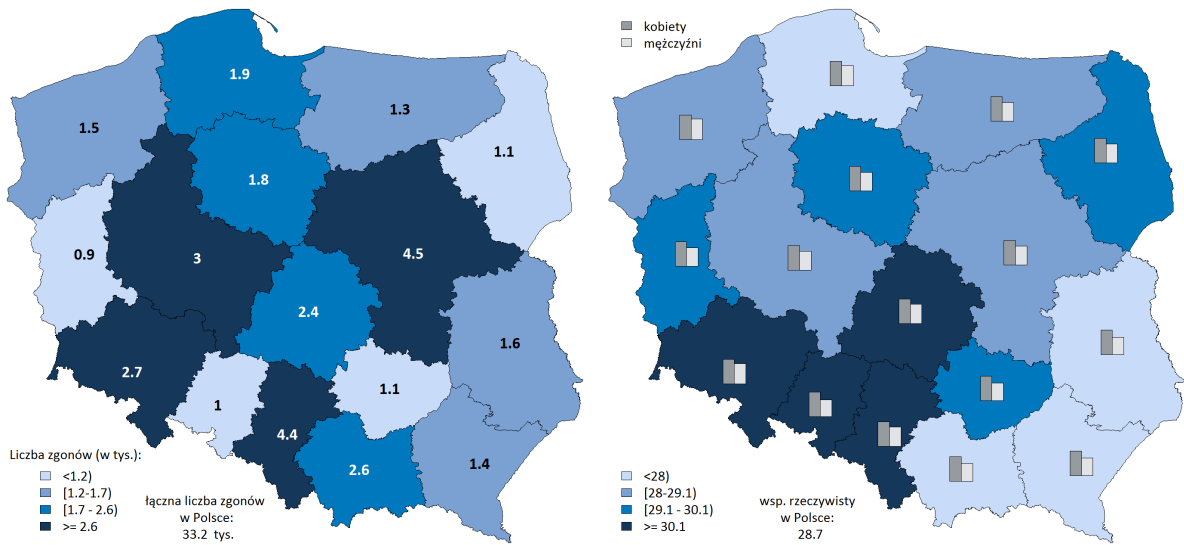 1.9
1.3
1.5
1.1
1.8
0.9
3
4.5
2.4
1.6
2.7
1
1.1
4.4
2.6
1.4
Liczba zgonów (w tys.):
<1.2)
[1.2-1.7)
[1.7 - 2.6)
>= 2.6
łączna liczba zgonów
w Polsce:
33.2 tys.
kobiety
mężczyźni
<28)
[28-29.1)
[29.1 - 30.1)
>= 30.1
wsp. rzeczywisty
w Polsce:
28.7